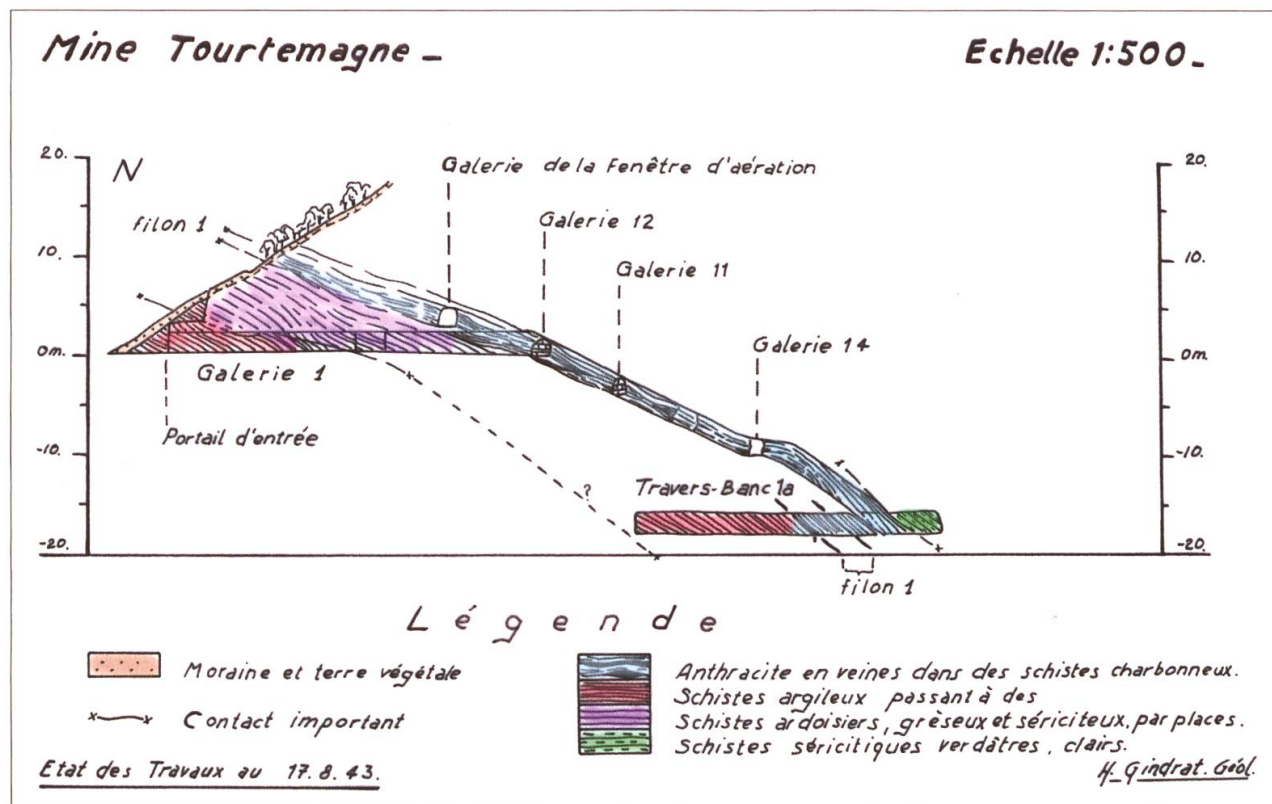 Mine Tourtemagne -
Echelle 1:500-
20.
N
Galerie de la Fenêtre d'aération
20.
filon 1
Galerie 12
10.
Galerie 11
10.
Galerie 14
0m.
0m.
Galerie 1
Portail d'entrée
-10.
-10.
?
Travers-Banc 1a
-20.
-20.
filon 1
Légende
Moraine et terre végétale
Contact important
Anthracite en veines dans des schistes charbonneux.
Schistes argileux passant à des
Schistes ardoisiers, grèseux et sériciteux, par places.
Schistes séricitiques verdâtres, clairs.
Etat des Travaux au 17.8.43.
H_Gindrat.Géol.